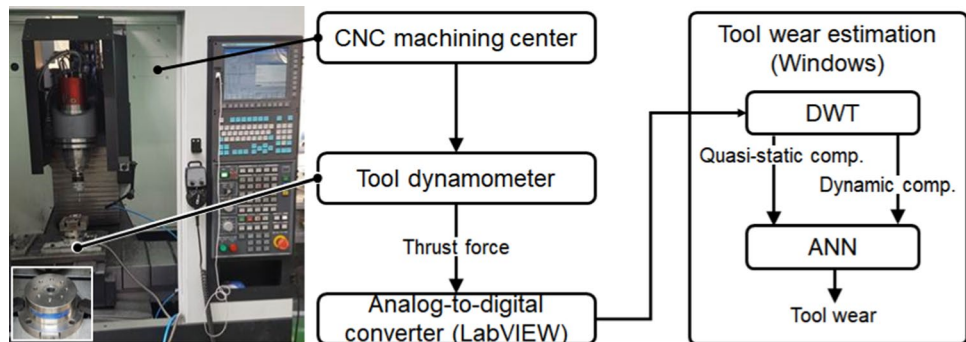 CNC machining center
Tool dynamometer
Thrust force
Analog-to-digital
converter (LabVIEW)
Tool wear estimation
(Windows)
DWT
Quasi-static comp.
Dynamic comp.
ANN
Tool wear